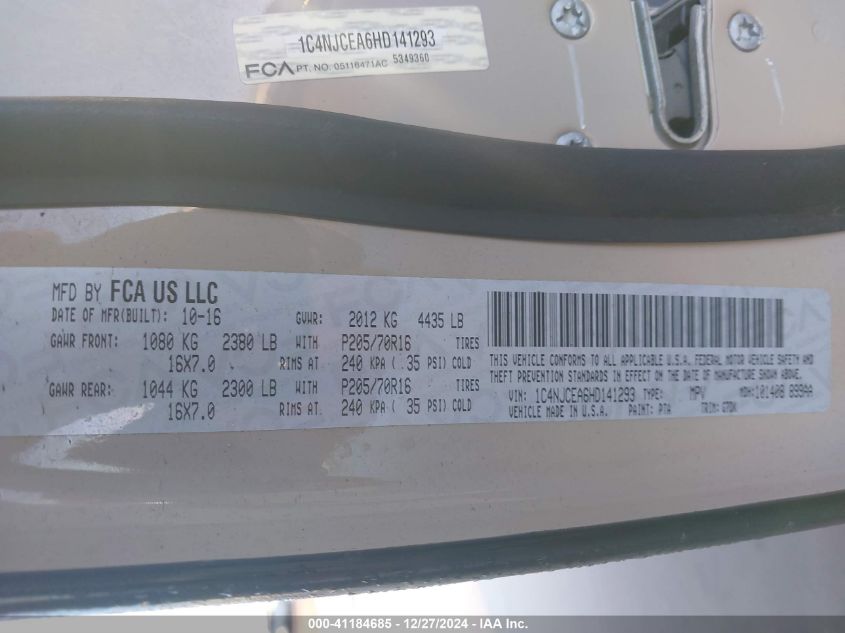 1C4NJCEA6HD141293
FCA PT. NO. 05116471AC 5349360
MFD BY FCA US LLC
DATE OF MFR(BUILT): 10-16 GVWR: 2012 KG 4435 LB
GAWR FRONT: 1080 KG 2380 LB WITH P205/70R16 TIRES
16X7.0 RIMS AT 240 KPA ( 35 PSI) COLD
GAWR REAR: 1044 KG 2300 LB WITH P205/70R16 TIRES
16X7.0 RIMS AT 240 KPA ( 35 PSI) COLD
THIS VEHICLE CONFORMS TO ALL APPLICABLE U.S.A. FEDERAL MOTOR VEHICLE SAFETY AND
THEFT PREVENTION STANDARDS IN EFFECT ON THE DATE OF MANUFACTURE SHOWN ABOVE.
VIN: 1C4NJCEA6HD141293 TYPE: MPV MDH: 101408 999AA
VEHICLE MADE IN U.S.A. PAINT: PTA TRIM: GTDK
000-41184685 - 12/27/2024 - IAA Inc.